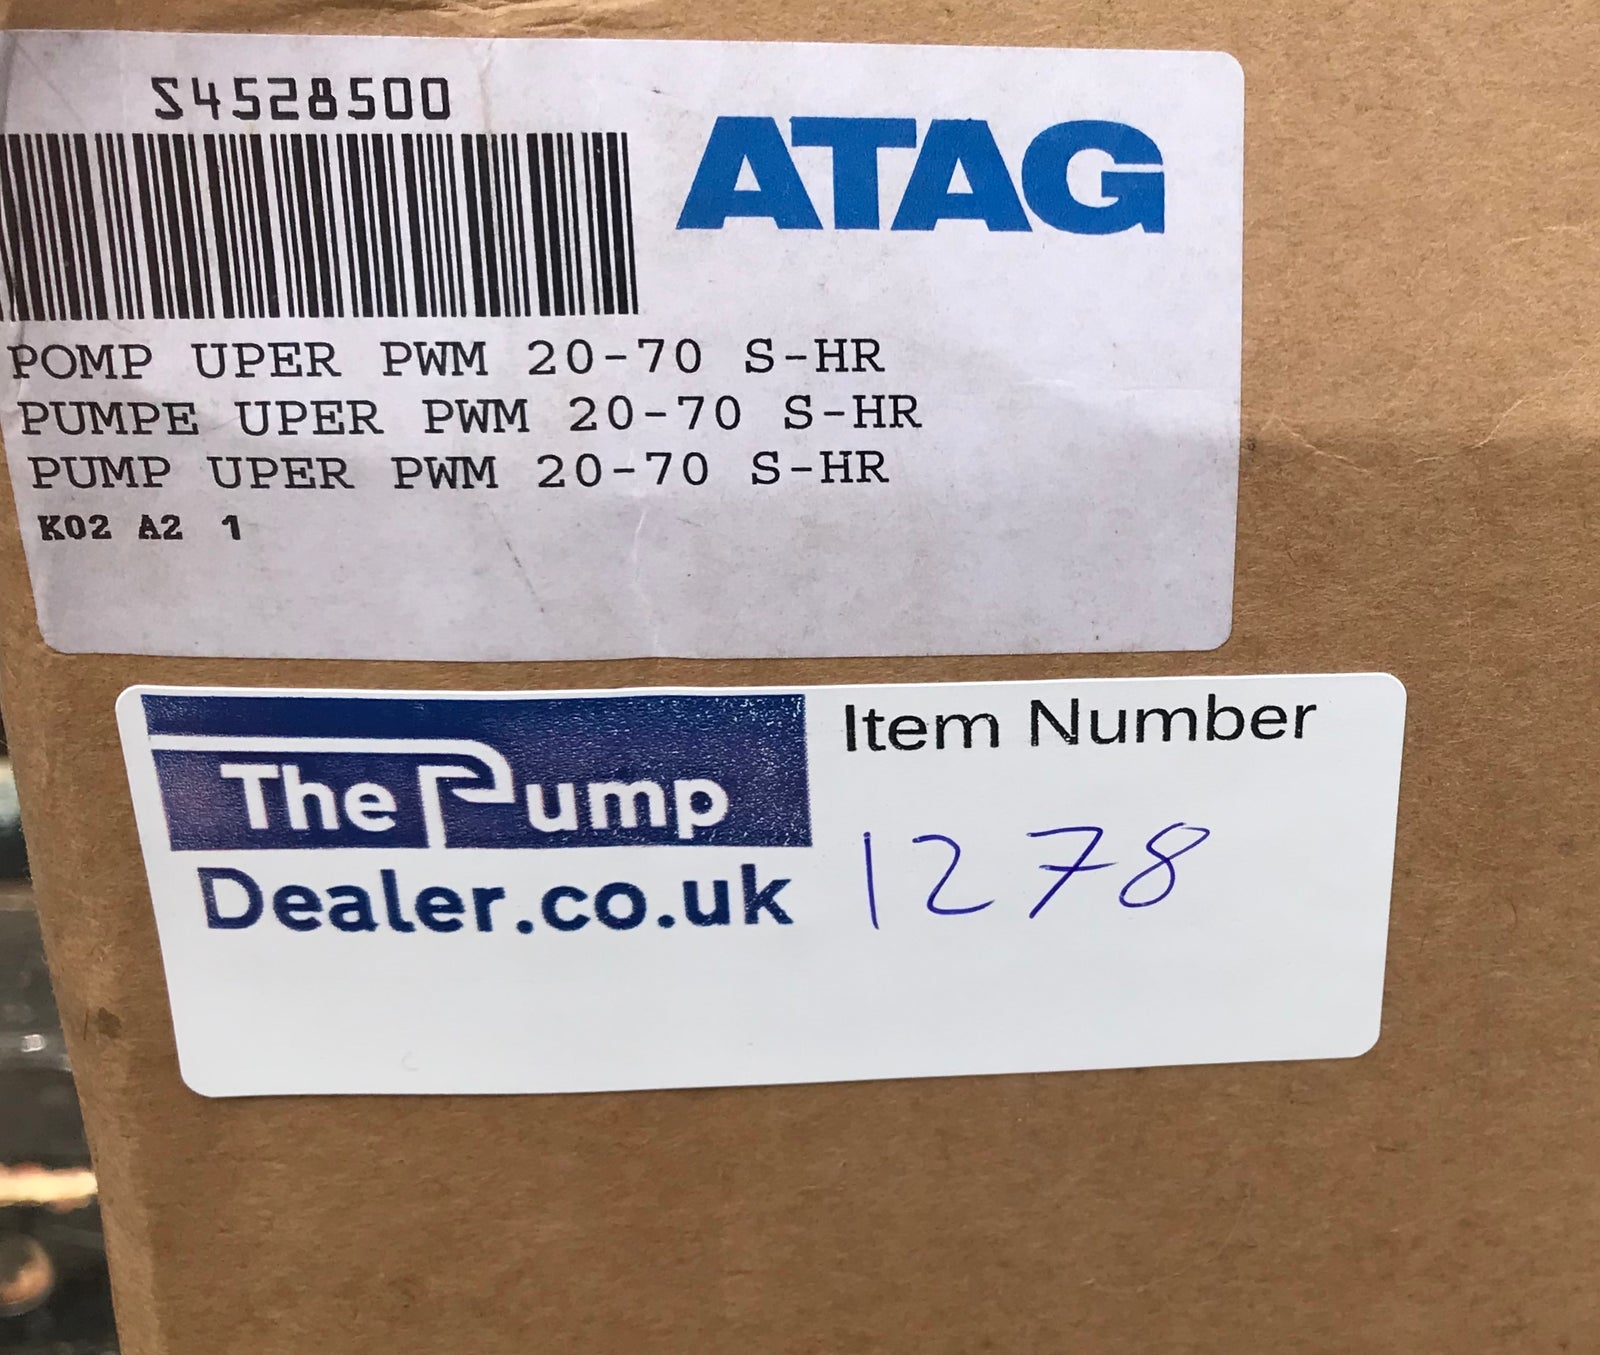 S4528500
ATAG
POMP UPER PWM 20-70 S-HR
PUMPE UPER PWM 20-70 S-HR
PUMP UPER PWM 20-70 S-HR
K02 A2 1
The Pump
Dealer.co.uk
Item Number
1278